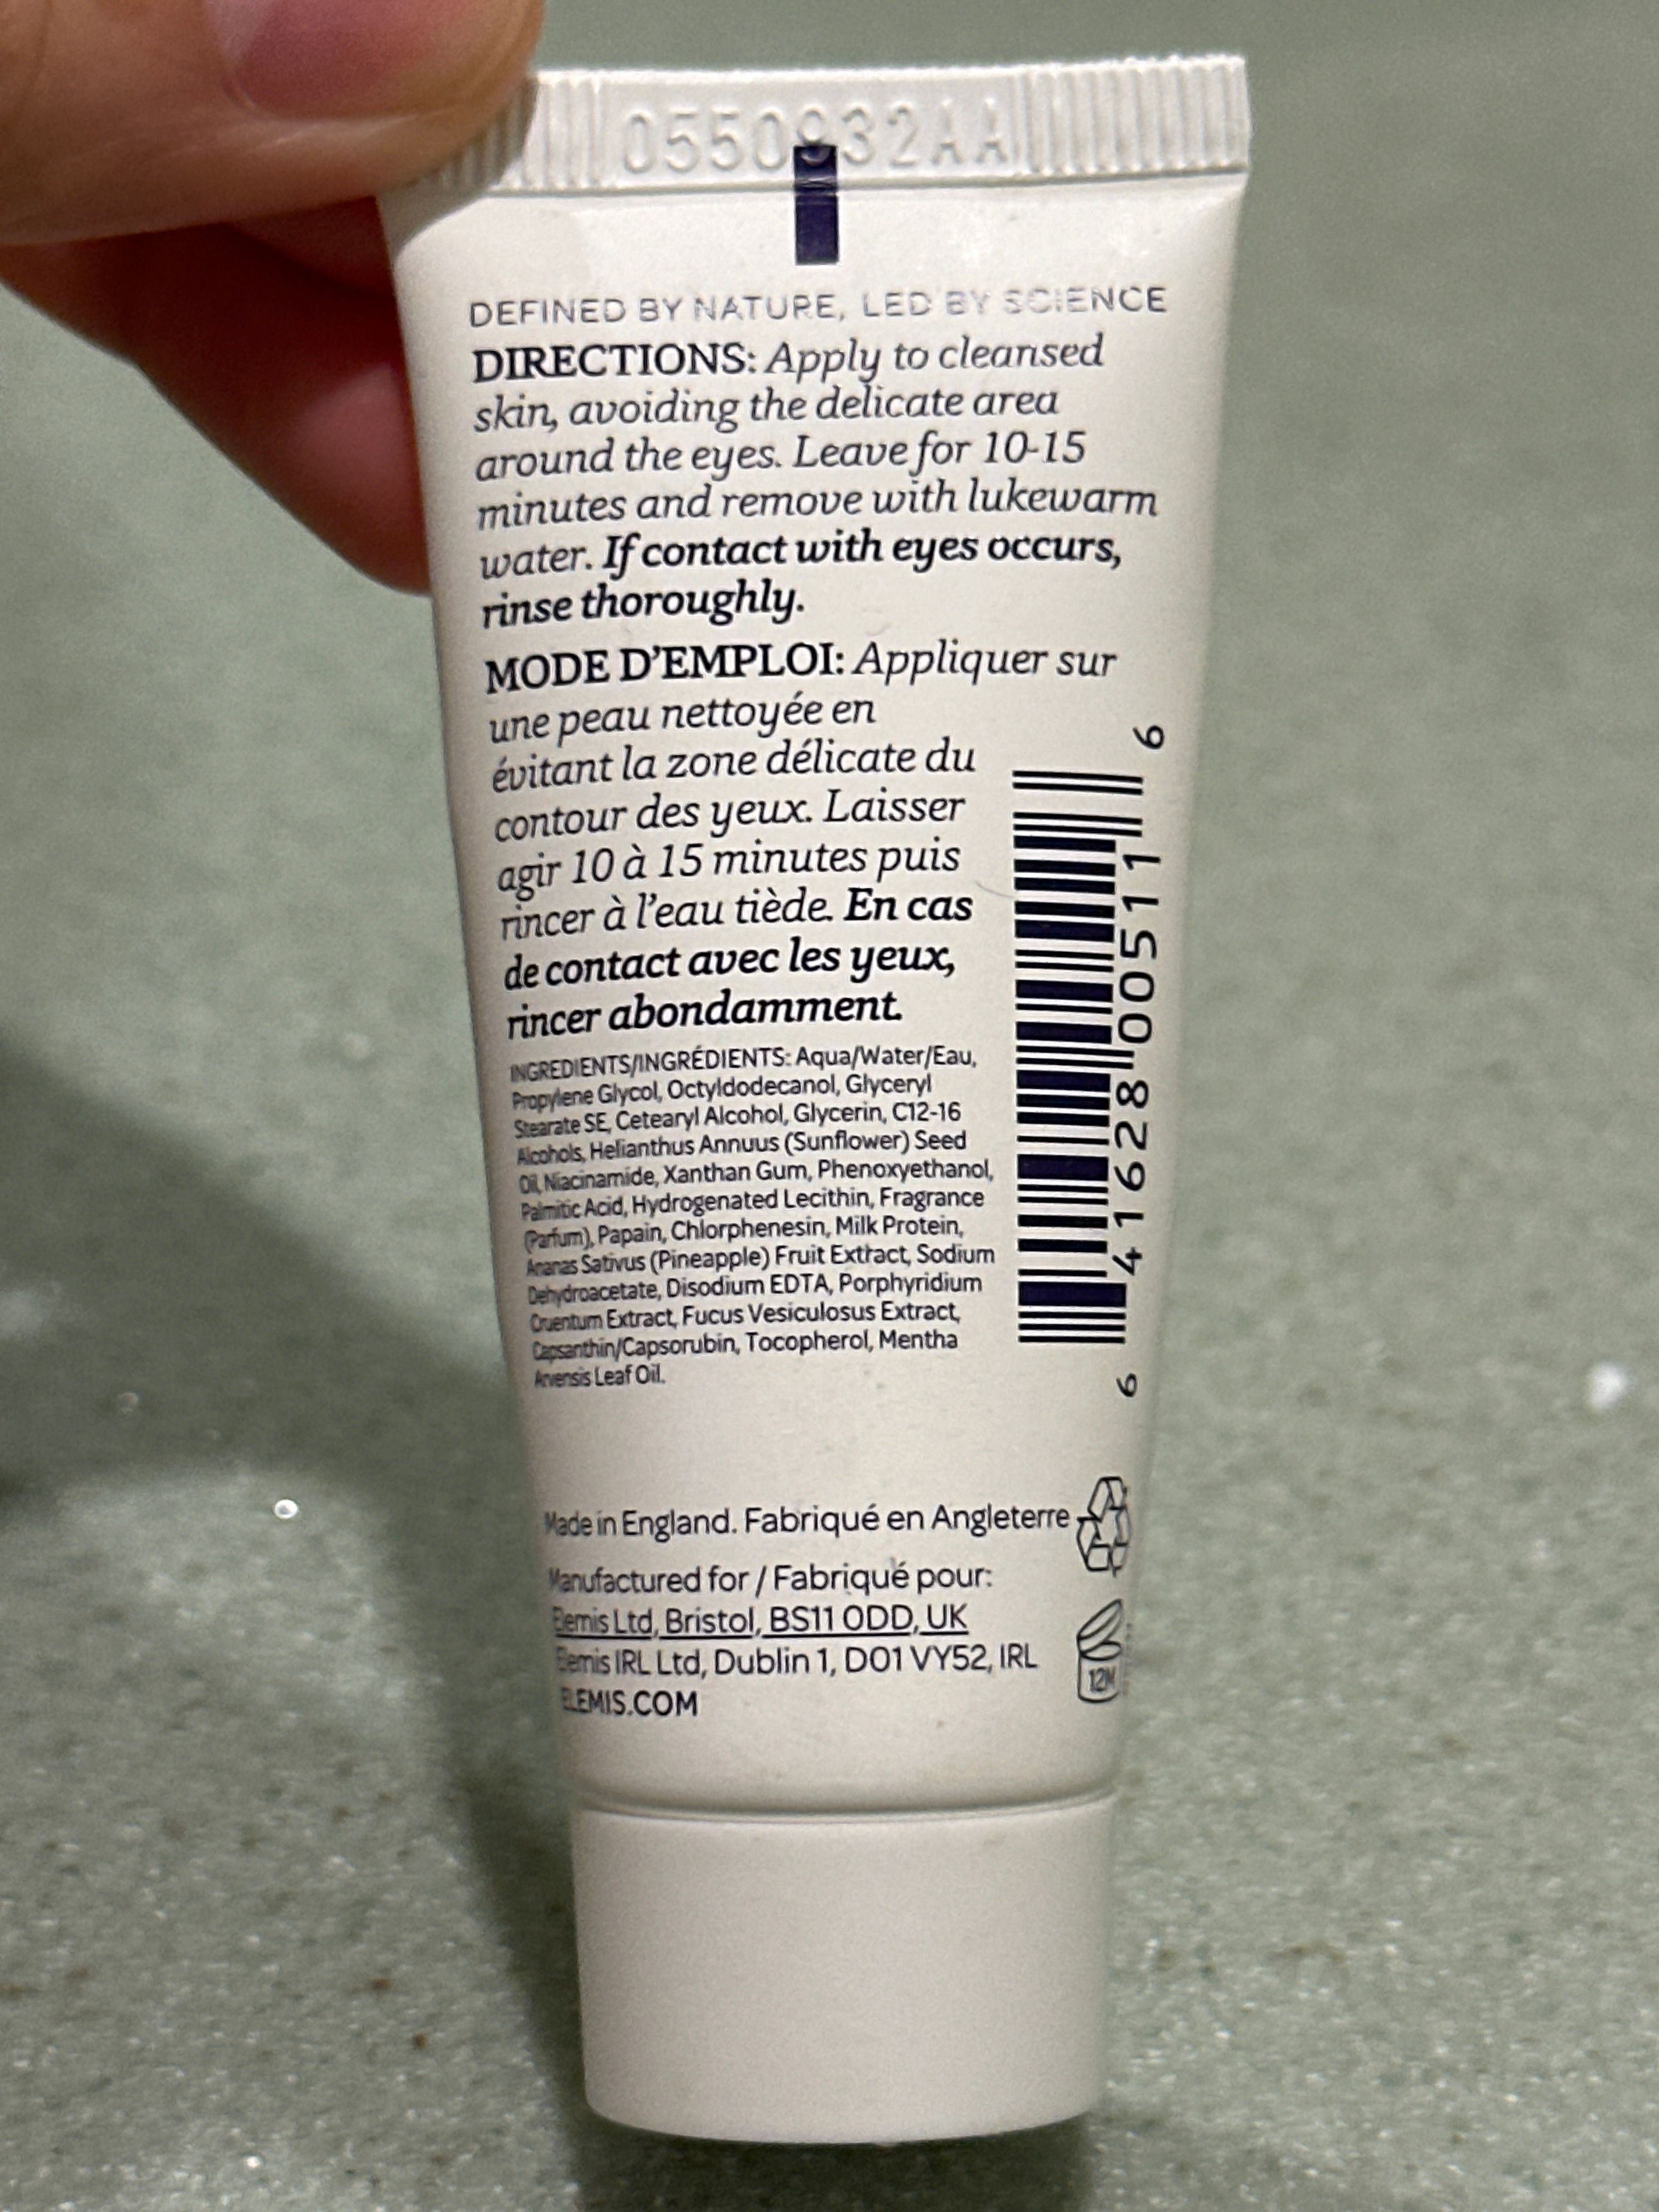 0550932AA
DEFINED BY NATURE, LED BY SCIENCE
DIRECTIONS: Apply to cleansed
skin, avoiding the delicate area
around the eyes. Leave for 10-15
minutes and remove with lukewarm
water. If contact with eyes occurs,
rinse thoroughly.
MODE D'EMPLOI: Appliquer sur
une peau nettoyée en
évitant la zone délicate du
contour des yeux. Laisser
agir 10 à 15 minutes puis
rincer à l'eau tiède. En cas
de contact avec les yeux,
rincer abondamment.
INGREDIENTS/INGRÉDIENTS: Aqua/Water/Eau,
Propylene Glycol, Octyldodecanol, Glyceryl
Stearate SE, Cetearyl Alcohol, Glycerin, C12-16
Alcohols, Helianthus Annuus (Sunflower) Seed
Oil, Niacinamide, Xanthan Gum, Phenoxyethanol,
Palmitic Acid, Hydrogenated Lecithin, Fragrance
(Parfum), Papain, Chlorphenesin, Milk Protein,
Ananas Sativus (Pineapple) Fruit Extract, Sodium
Dehydroacetate, Disodium EDTA, Porphyridium
Cruentum Extract, Fucus Vesiculosus Extract,
Capsanthin/Capsorubin, Tocopherol, Mentha
Arvensis Leaf Oil.
6 41628 00511 6
Made in England. Fabriqué en Angleterre
Manufactured for / Fabriqué pour:
Elemis Ltd, Bristol, BS11 0DD, UK
Elemis IRL Ltd, Dublin 1, D01 VY52, IRL
ELEMIS.COM
12M